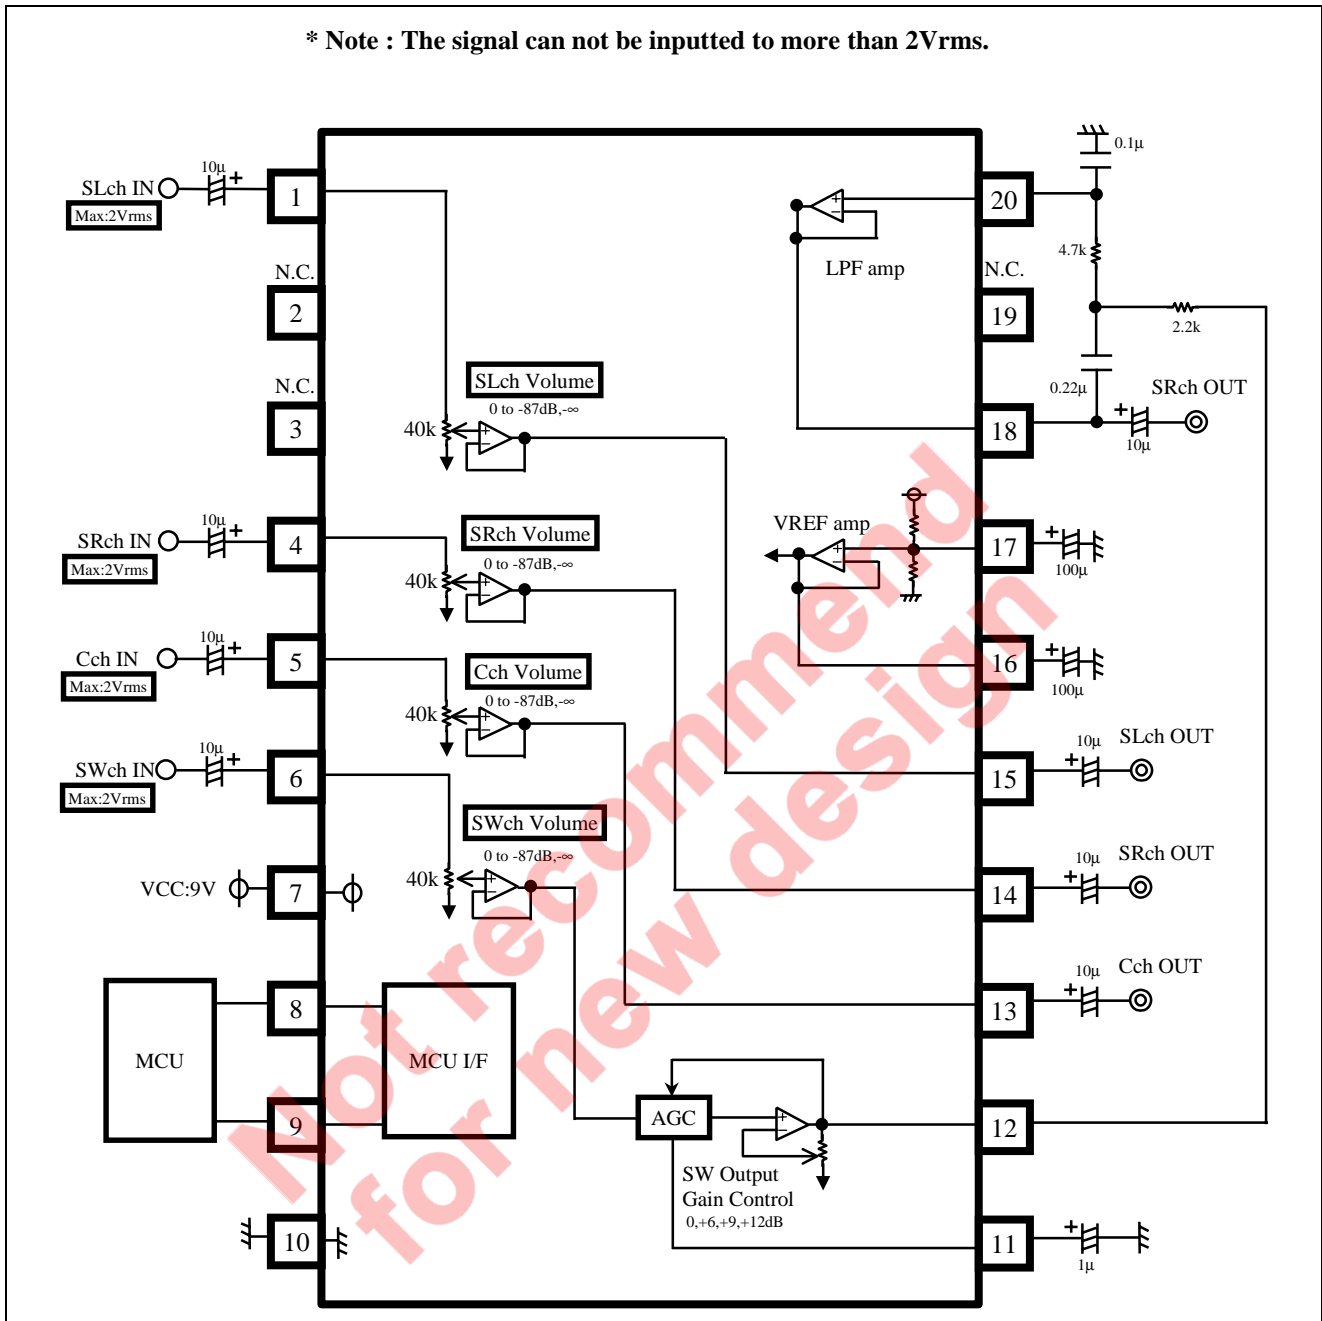 * Note : The signal can not be inputted to more than 2Vrms.
SLch IN
Max:2Vrms
10μ
+
1
N.C.
2
N.C.
3
SLch Volume
0 to -87dB,-∞
40k
+
−
SRch IN
Max:2Vrms
10μ
+
4
SRch Volume
0 to -87dB,-∞
40k
+
−
Cch IN
Max:2Vrms
10μ
+
5
Cch Volume
0 to -87dB,-∞
40k
+
−
SWch IN
Max:2Vrms
10μ
+
6
SWch Volume
0 to -87dB,-∞
40k
+
−
VCC:9V
7
MCU
8
9
MCU I/F
10
AGC
+
−
SW Output
Gain Control
0,+6,+9,+12dB
20
0.1μ
4.7k
+
−
LPF amp
N.C.
19
2.2k
0.22μ
SRch OUT
18
+
10μ
VREF amp
+
−
17
+
100μ
16
+
100μ
15
10μ
+
SLch OUT
14
10μ
+
SRch OUT
13
10μ
+
Cch OUT
12
11
+
1μ
Not recommend
for new design